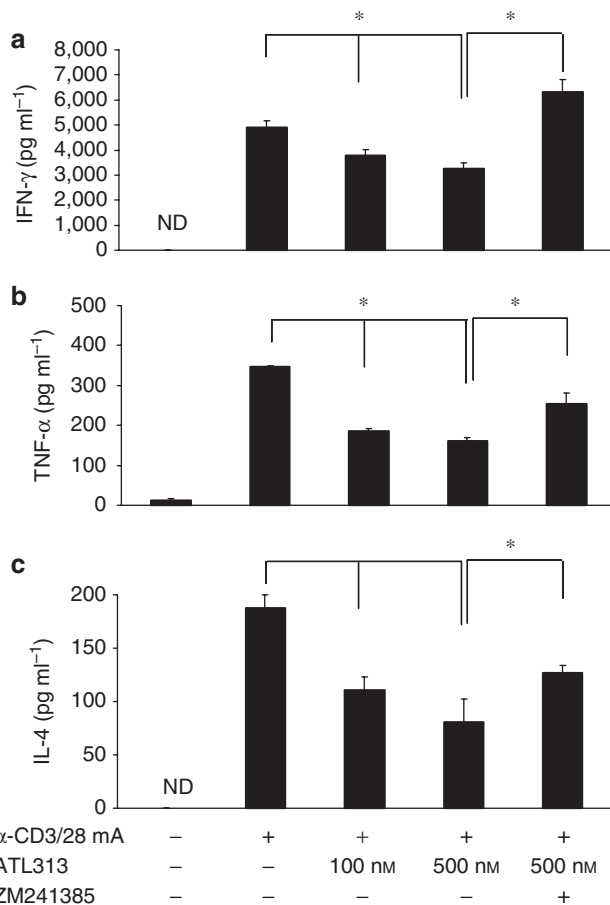 a
*
*
8,000
7,000
6,000
5,000
4,000
3,000
2,000
1,000
0
IFN-γ (pg ml⁻¹)
ND
b
*
*
500
400
300
200
100
0
TNF-α (pg ml⁻¹)
c
*
200
150
100
50
0
IL-4 (pg ml⁻¹)
ND
α-CD3/28 mA – + + + +
ATL313 – – 100 nM 500 nM 500 nM
ZM241385 – – – – +